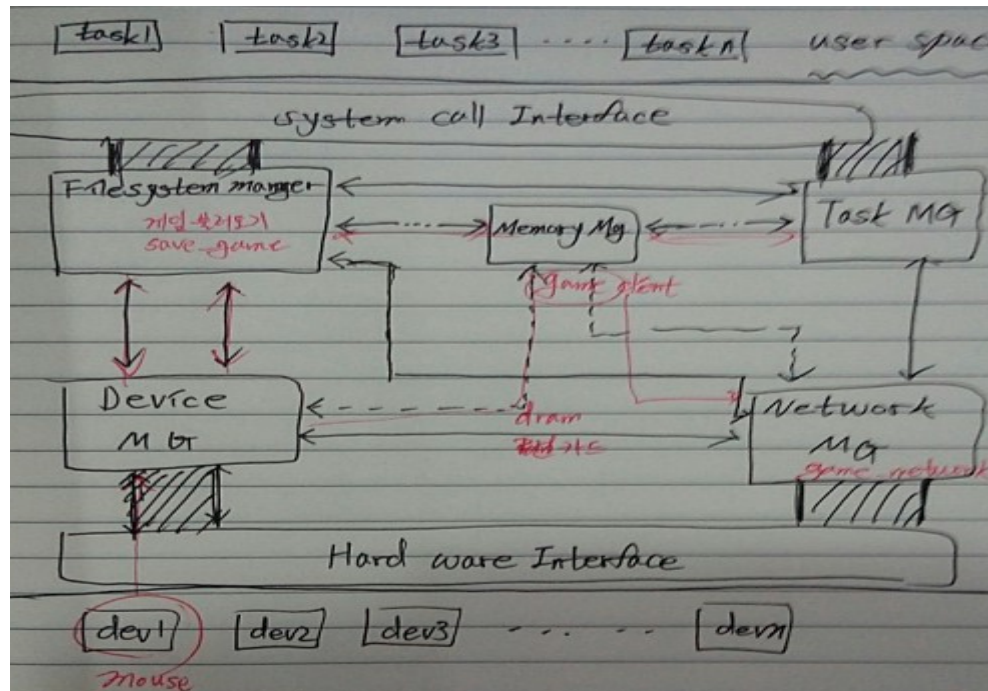 task1 task2 task3 .... task n user spac
system call Interface
Filesystem manger
게임 불러오기
save_game
Memory Mg
Task MG
game client
Device
MG
dram
Network
MG
game network
Hard ware Interface
dev1 dev2 dev3 - .. .. devn
mouse